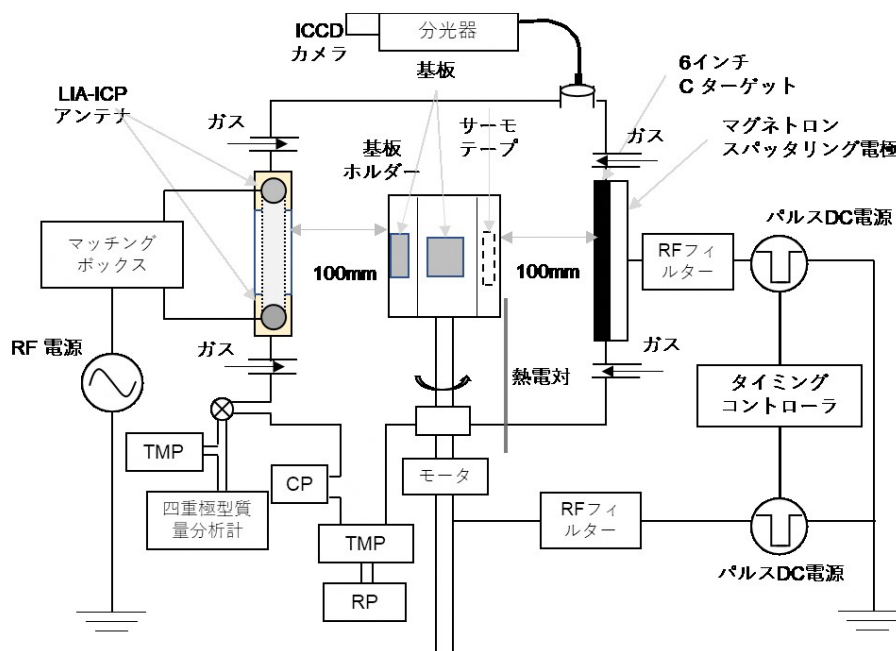 ICCD
カメラ
分光器
基板
6インチ
C ターゲット
LIA-ICP
アンテナ
ガス
サーモ
テープ
ガス
マグネトロン
スパッタリング電極
基板
ホルダー
パルスDC電源
マッチング
ボックス
100mm
100mm
RFフィ
ルター
RF 電源
ガス
ガス
熱電対
タイミング
コントローラ
TMP
CP
モータ
四重極型質
量分析計
TMP
RFフィ
ルター
RP
パルスDC電源